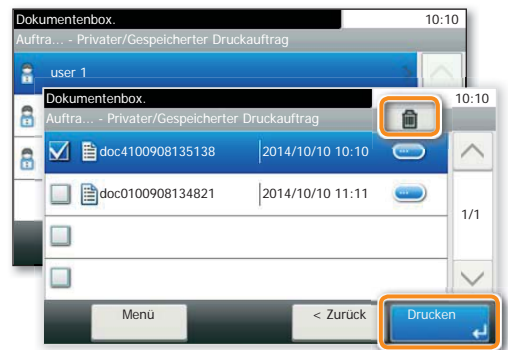 Dokumentenbox. 10:10
Auftra... - Privater/Gespeicherter Druckauftrag
user 1
Dokumentenbox. 10:10
Auftra... - Privater/Gespeicherter Druckauftrag
doc4100908135138 2014/10/10 10:10
doc0100908134821 2014/10/10 11:11
1/1
Menü < Zurück Drucken